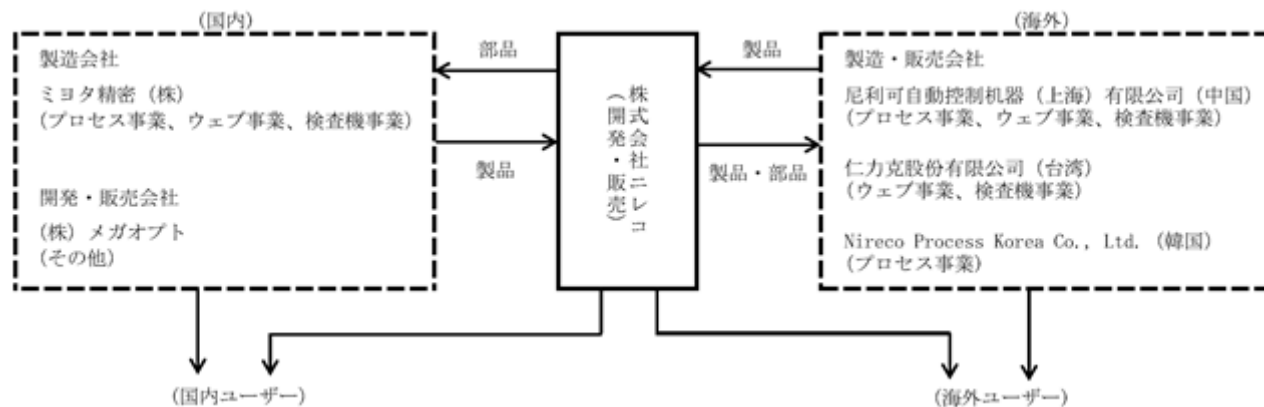 (国内)
製造会社
ミヨタ精密(株)
(プロセス事業、ウェブ事業、検査機事業)
開発・販売会社
(株)メガオプト
(その他)
部品
製品
株式会社ニレコ
(開発・販売)
製品
製品・部品
(海外)
製造・販売会社
尼利可自動控制机器(上海)有限公司(中国)
(プロセス事業、ウェブ事業、検査機事業)
仁力克股份有限公司(台湾)
(ウェブ事業、検査機事業)
Nireco Process Korea Co., Ltd.(韓国)
(プロセス事業)
(国内ユーザー)
(海外ユーザー)